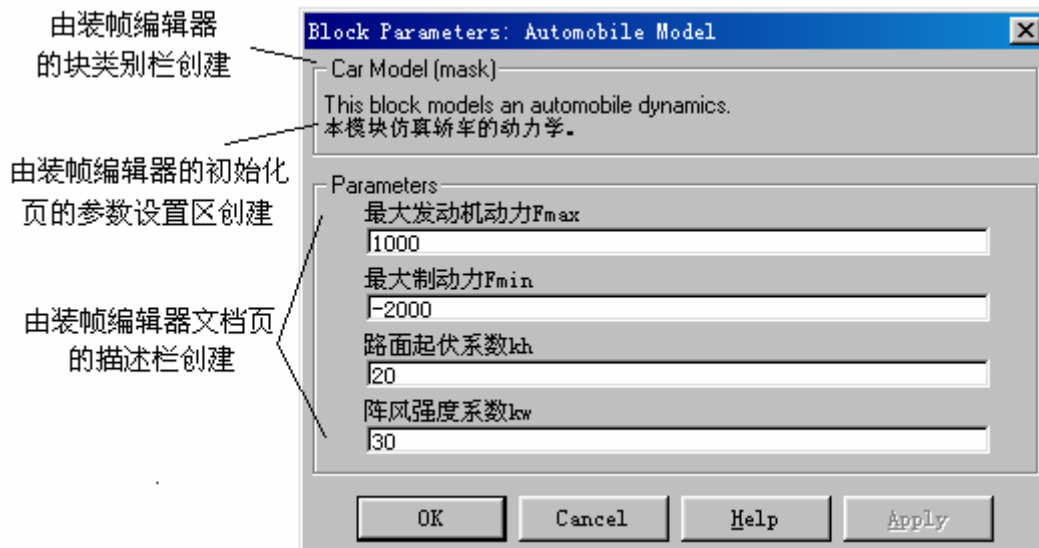 由装帧编辑器
的块类别栏创建
由装帧编辑器的初始化
页的参数设置区创建
由装帧编辑器文档页
的描述栏创建
Block Parameters: Automobile Model
Car Model (mask)
This block models an automobile dynamics.
本模块仿真轿车的动力学。
Parameters
最大发动机动力Fmax
1000
最大制动力Fmin
-2000
路面起伏系数kh
20
阵风强度系数kw
30
OK
Cancel
Help
Apply